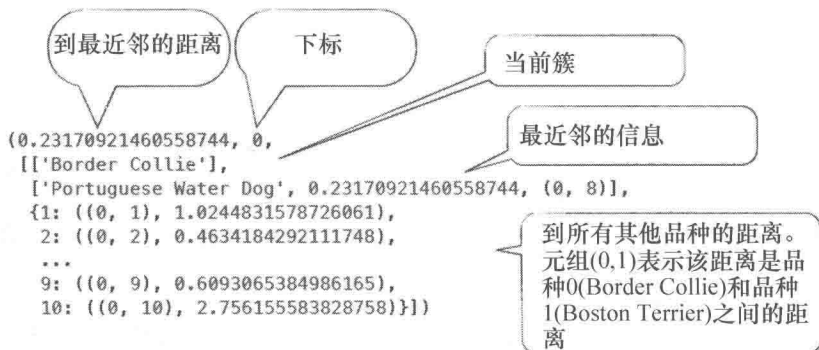 到最近邻的距离
下标
当前簇
最近邻的信息
(0.23170921460558744, 0,
[['Border Collie'],
['Portuguese Water Dog', 0.23170921460558744, (0, 8)],
{1: ((0, 1), 1.0244831578726061),
2: ((0, 2), 0.4634184292111748),
...
9: ((0, 9), 0.6093065384986165),
10: ((0, 10), 2.756155583828758)}])
到所有其他品种的距离。
元组(0,1)表示该距离是品
种0(Border Collie)和品种
1(Boston Terrier)之间的距
离